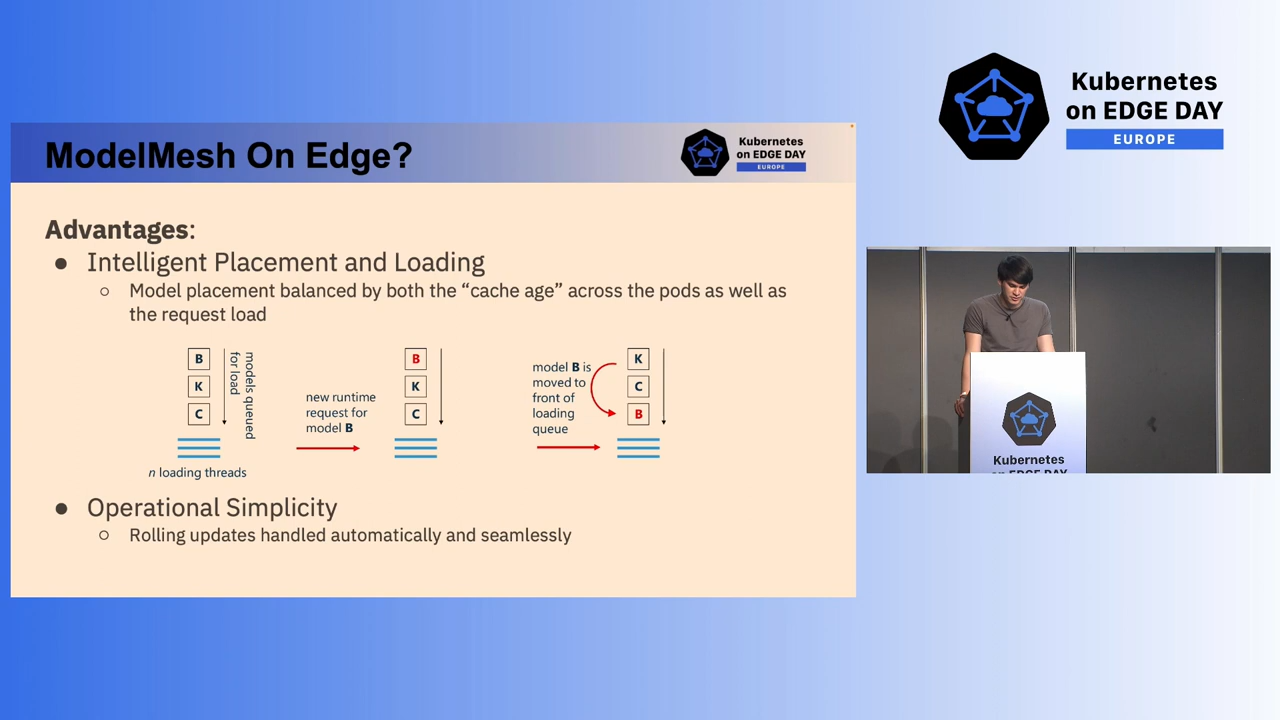 Kubernetes
on EDGE DAY
EUROPE
ModelMesh On Edge?
Kubernetes
on EDGE DAY
EUROPE
Advantages:
● Intelligent Placement and Loading
○ Model placement balanced by both the “cache age” across the pods as well as
the request load
B
K
C
models queued
for load
n loading threads
new runtime
request for
model B
B
K
C
model B is
moved to
front of
loading
queue
K
C
B
● Operational Simplicity
○ Rolling updates handled automatically and seamlessly
Kubernetes
on EDGE DAY